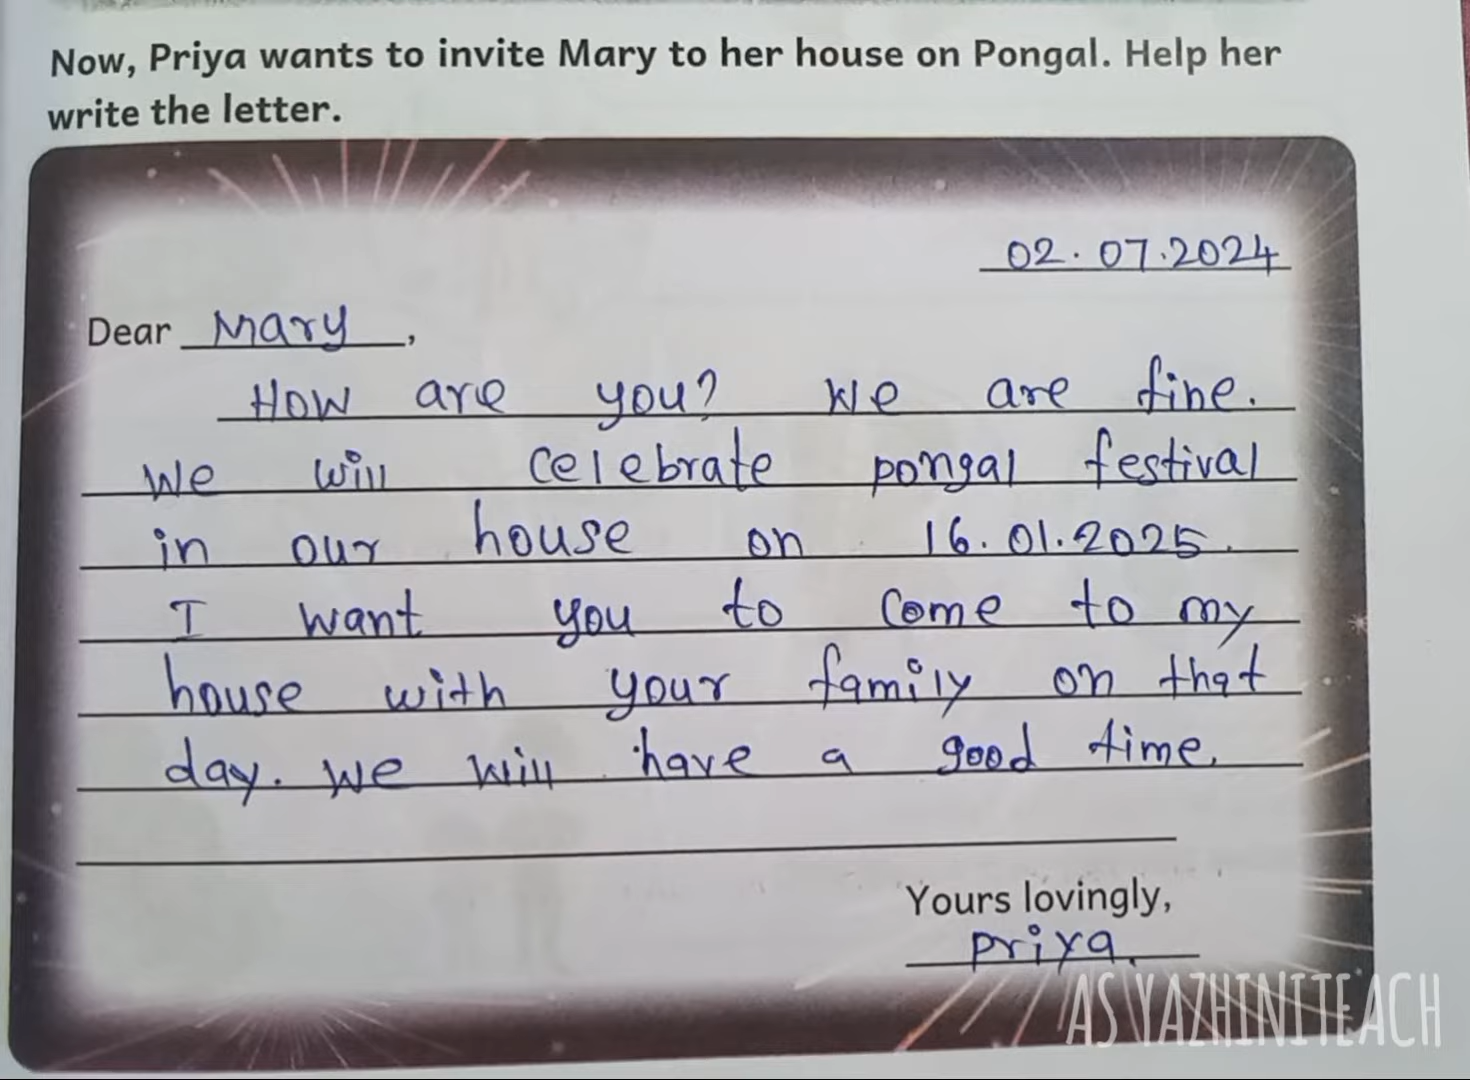 Now, Priya wants to invite Mary to her house on Pongal. Help her
write the letter.
02.07.2024
Dear Mary,
How are you? We are fine.
We will celebrate pongal festival
in our house on 16.01.2025.
I want you to come to my
house with your family on that
day. We will have a good time.
Yours lovingly,
Priya.
AS YAZHINITEACH